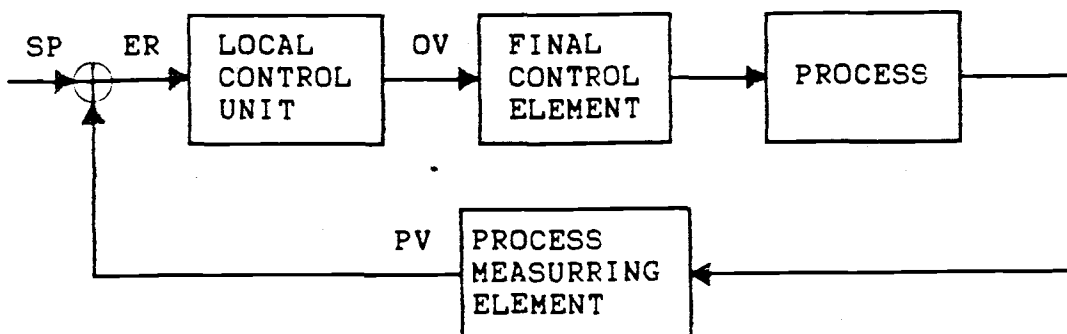 SP
ER
LOCAL
CONTROL
UNIT
OV
FINAL
CONTROL
ELEMENT
PROCESS
PV
PROCESS
MEASURRING
ELEMENT